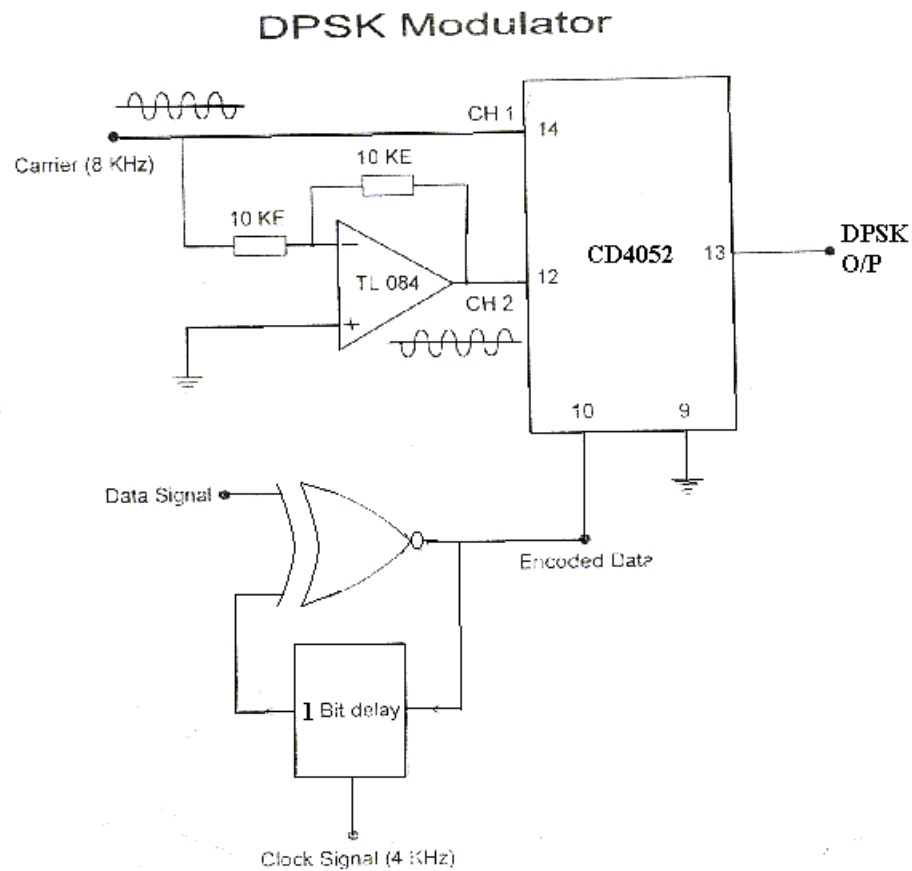 DPSK Modulator
CH 1
14
Carrier (8 KHz)
10 KE
10 KE
DPSK
O/P
CD4052
13
−
TL 084
+
12
CH 2
10
9
Data Signal
Encoded Data
1 Bit delay
Clock Signal (4 KHz)